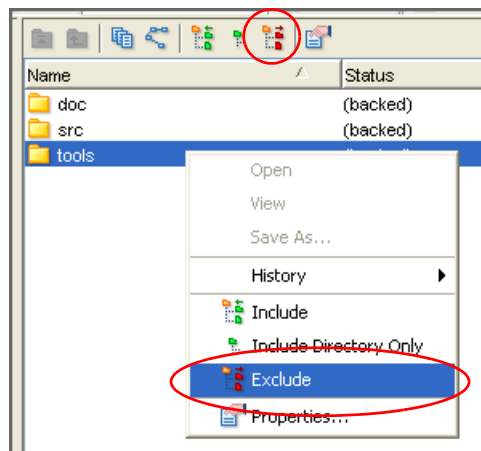 Name Status
doc (backed)
src (backed)
tools
Open
View
Save As...
History
Include
Include Directory Only
Exclude
Properties...